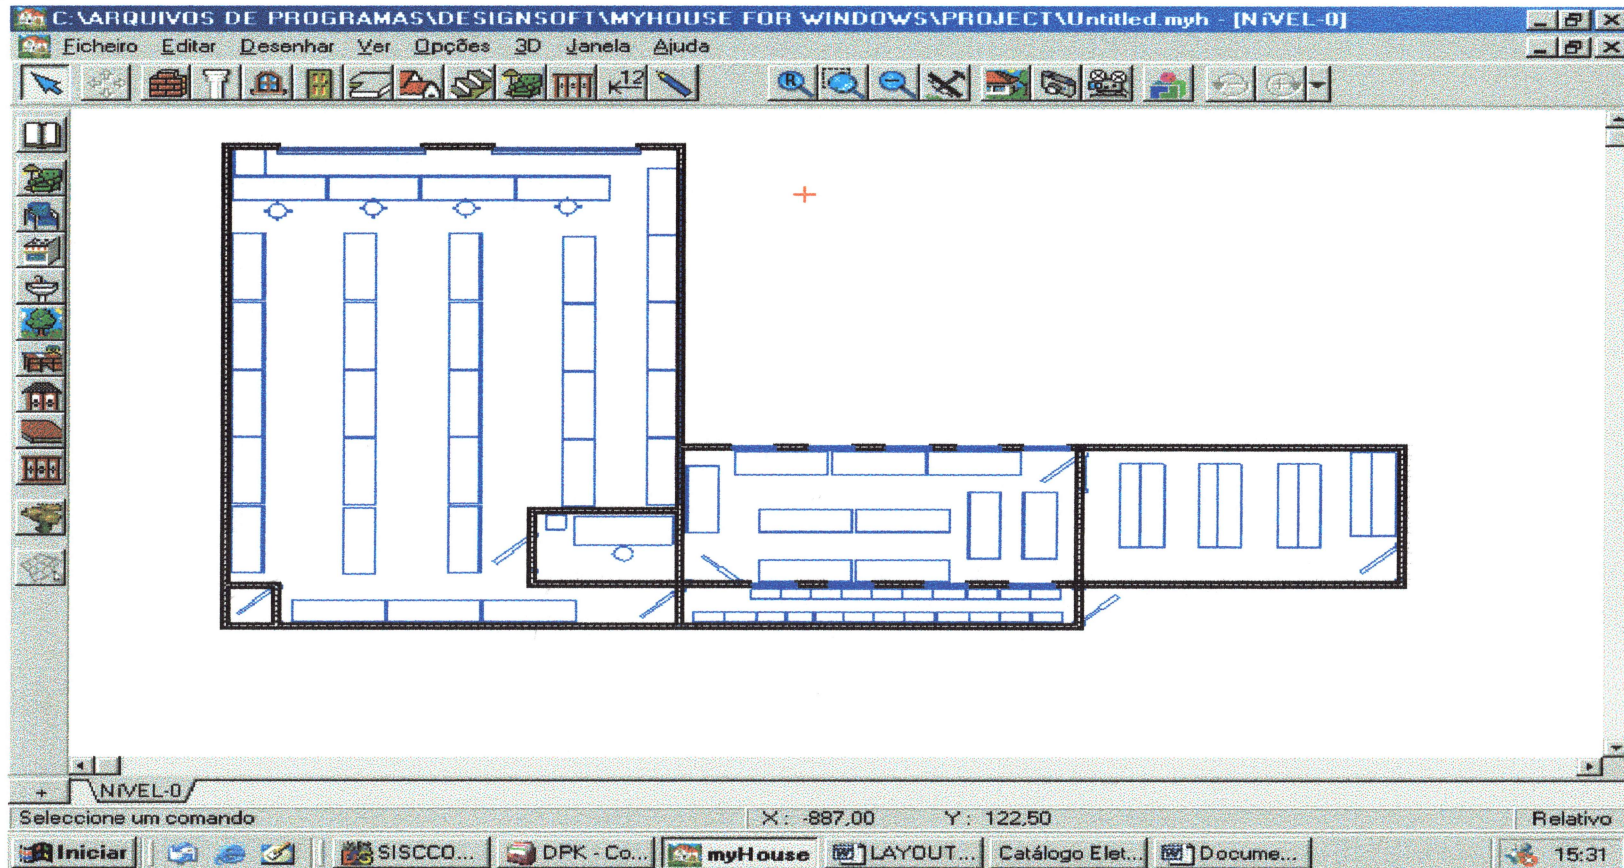 C:\ARQUIVOS DE PROGRAMAS\DESIGNSOFT\MYHOUSE FOR WINDOWS\PROJECT\Untitled.myh - [NíVEL-0]
Ficheiro Editar Desenhar Ver Opções 3D Janela Ajuda
12
R
+ NíVEL-0
Seleccione um comando X: -887,00 Y: 122,50 Relativo
Iniciar SISCCO... DPK - Co... myHouse LAYOUT... Catálogo Elet... Docume... 15:31